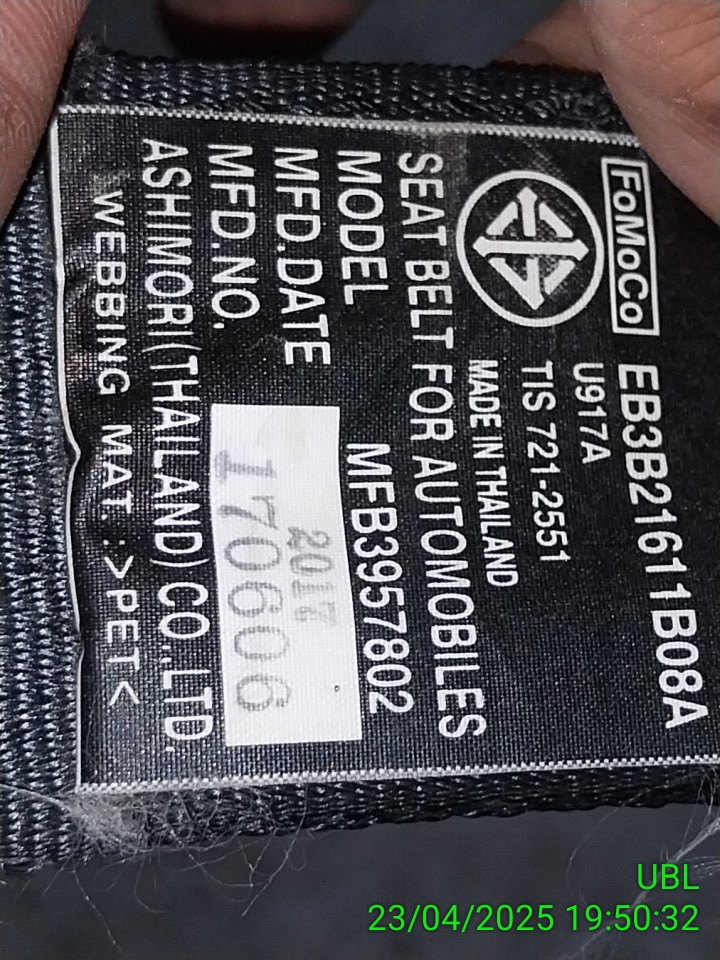 FoMoCo EB3B21611B08A
U917A
TIS 721-2551
MADE IN THAILAND
SEAT BELT FOR AUTOMOBILES
MODEL MFB3957802
MFD.DATE 2017
MFD.NO. 170606
ASHIMORI(THAILAND) CO.,LTD.
WEBBING MAT. :>PET<
UBL
23/04/2025 19:50:32